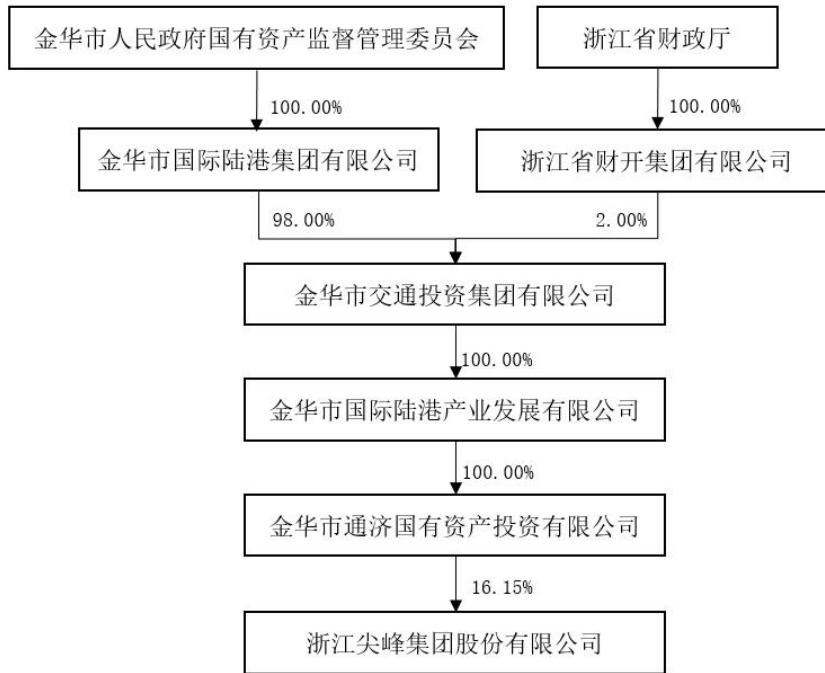 金华市人民政府国有资产监督管理委员会
浙江省财政厅
100.00%
100.00%
金华市国际陆港集团有限公司
浙江省财开集团有限公司
98.00%
2.00%
金华市交通投资集团有限公司
100.00%
金华市国际陆港产业发展有限公司
100.00%
金华市通济国有资产投资有限公司
16.15%
浙江尖峰集团股份有限公司